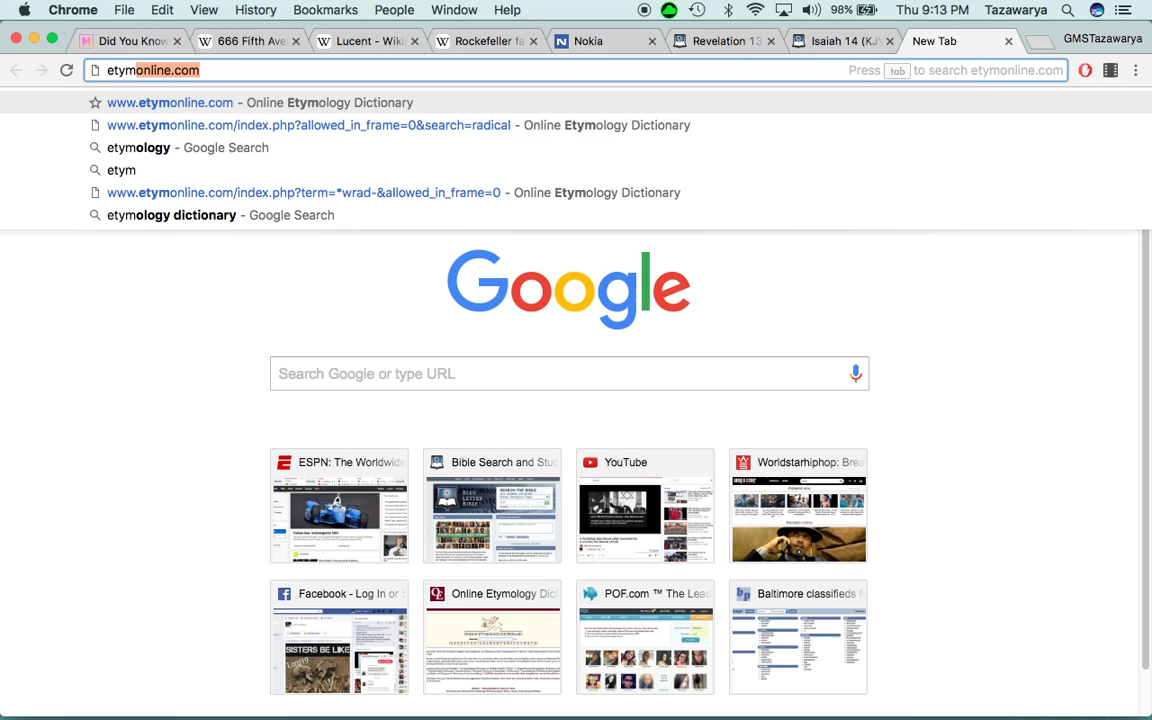 Chrome File Edit View History Bookmarks People Window Help 98% Thu 9:13 PM Tazawarya
Did You Know 666 Fifth Ave Lucent - Wiki Rockefeller fa Nokia Revelation 13 Isaiah 14 (KJV New Tab GMSTazawarya
etymonline.com Press tab to search etymonline.com
www.etymonline.com - Online Etymology Dictionary
www.etymonline.com/index.php?allowed_in_frame=0&search=radical - Online Etymology Dictionary
etymology - Google Search
etym
www.etymonline.com/index.php?term=*wrad-&allowed_in_frame=0 - Online Etymology Dictionary
etymology dictionary - Google Search
Google
Search Google or type URL
ESPN: The Worldwide Bible Search and Stu YouTube Worldstarhiphop: Brea
Facebook - Log In or Online Etymology Dict POF.com ™ The Lead Baltimore classifieds
SISTERS BE LIKE